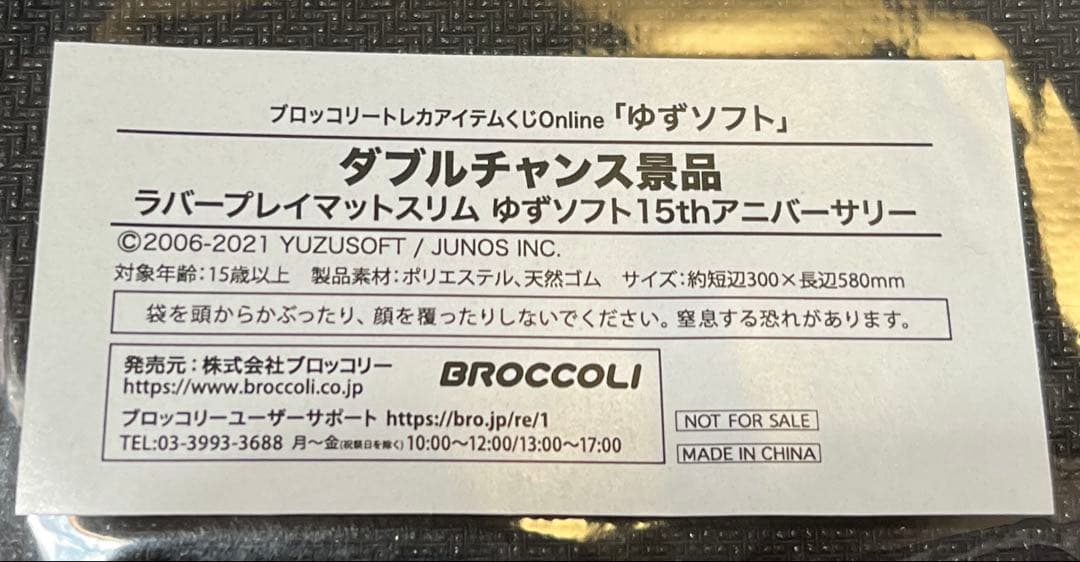 ブロッコリートレカアイテムくじOnline「ゆずソフト」
ダブルチャンス景品
ラバープレイマットスリム ゆずソフト15thアニバーサリー
©2006-2021 YUZUSOFT / JUNOS INC.
対象年齢：15歳以上　製品素材：ポリエステル、天然ゴム　サイズ：約短辺300×長辺580mm
袋を頭からかぶったり、顔を覆ったりしないでください。窒息する恐れがあります。
発売元：株式会社ブロッコリー
https://www.broccoli.co.jp
BROCCOLI
ブロッコリーユーザーサポート https://bro.jp/re/1
TEL:03-3993-3688 月～金(祝祭日を除く)10:00～12:00/13:00～17:00
NOT FOR SALE
MADE IN CHINA